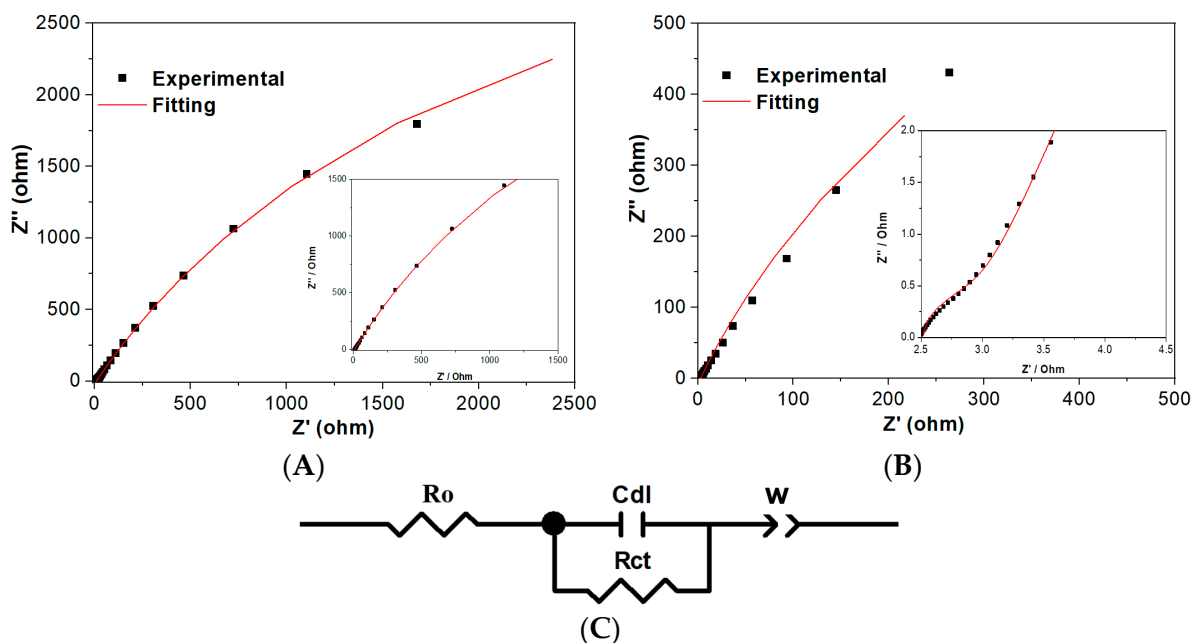 2500
2000
1500
1000
500
0
0 500 1000 1500 2000 2500
Z'' (ohm)
Z' (ohm)
Experimental
Fitting
1500
1000
500
0
0 500 1000 1500
Z'' / Ohm
Z' / Ohm
(A)
500
400
300
200
100
0
0 100 200 300 400 500
Z'' (ohm)
Z' (ohm)
Experimental
Fitting
2.0
1.5
1.0
0.5
0.0
2.5 3.0 3.5 4.0 4.5
Z'' / Ohm
Z' / Ohm
(B)
Ro
Cdl
W
Rct
(C)